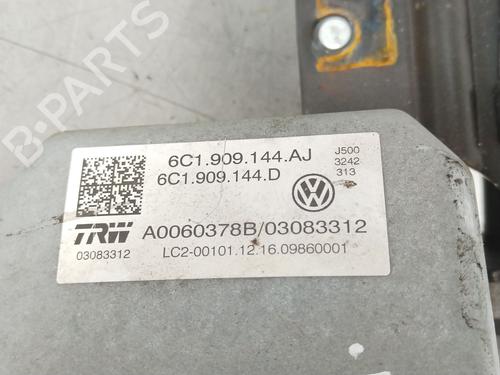 6C1.909.144.AJ
6C1.909.144.D
J500
3242
313
TRW
03083312
A0060378B/03083312
LC2-00101.12.16.09860001
B-Parts